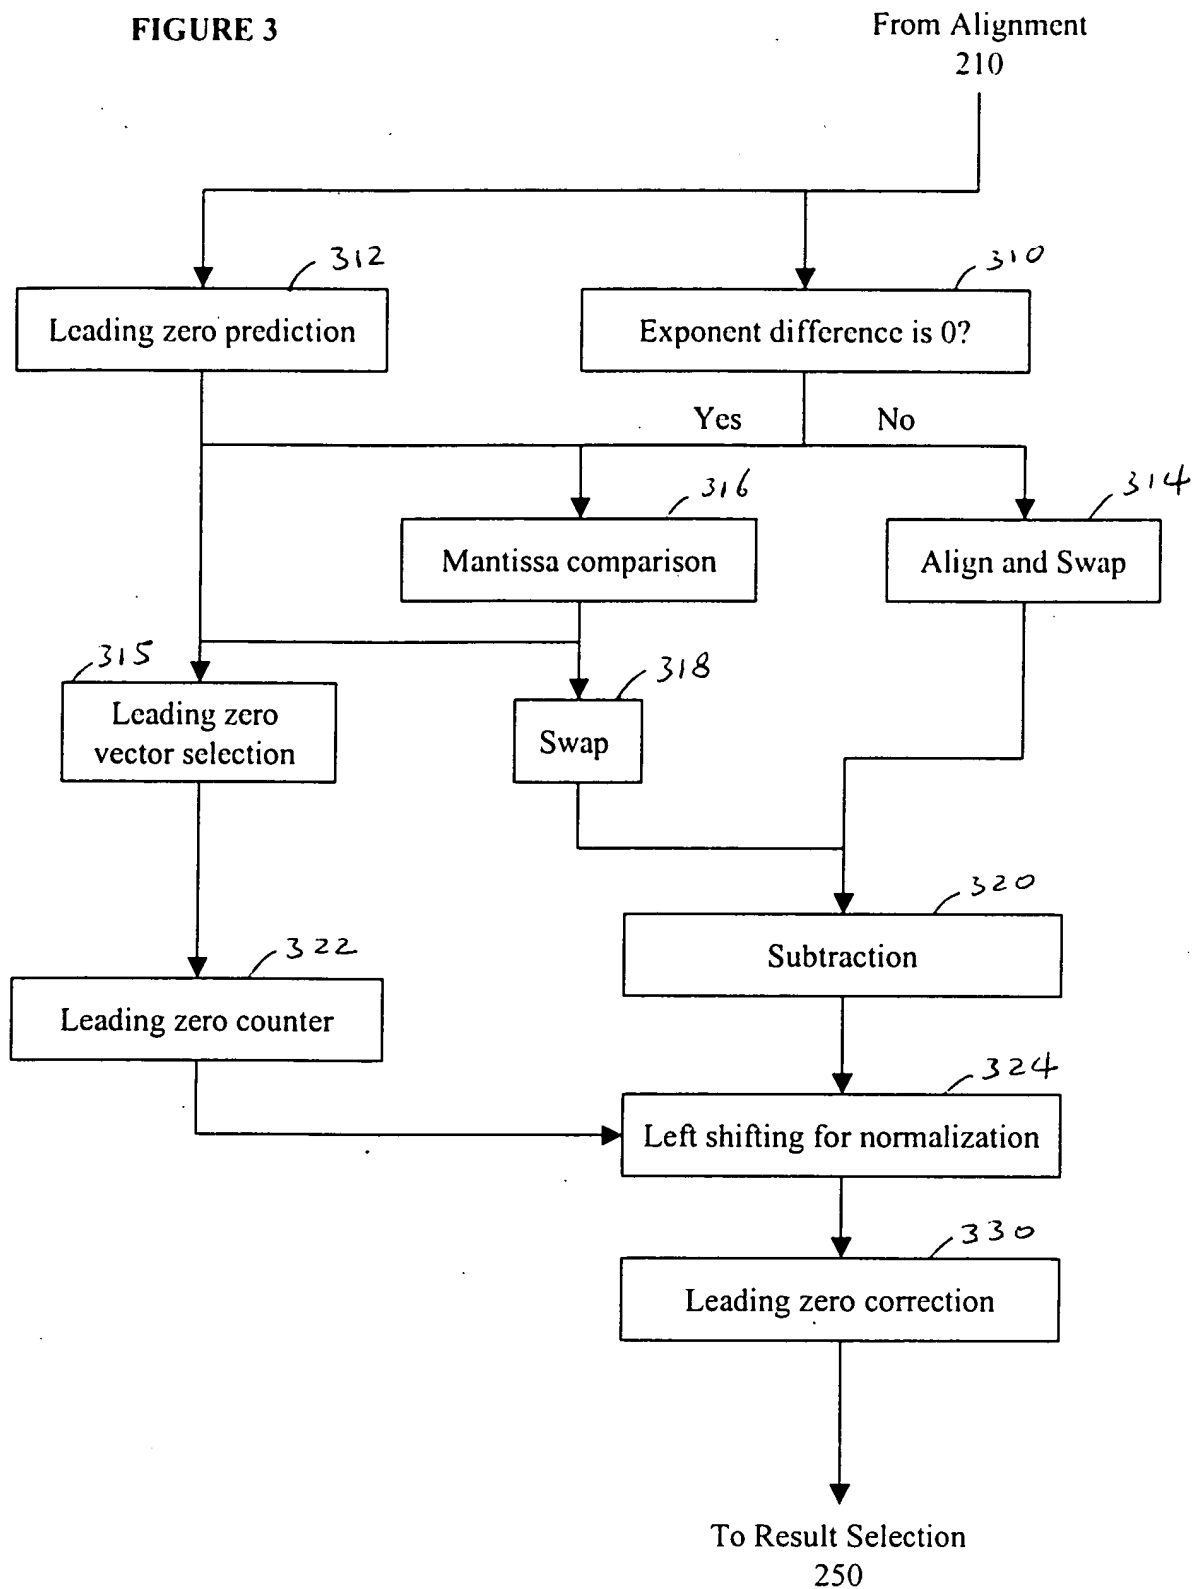 FIGURE 3
From Alignment
210
312
310
Leading zero prediction
Exponent difference is 0?
Yes
No
316
314
Mantissa comparison
Align and Swap
315
318
Leading zero
vector selection
Swap
320
322
Subtraction
Leading zero counter
324
Left shifting for normalization
330
Leading zero correction
To Result Selection
250